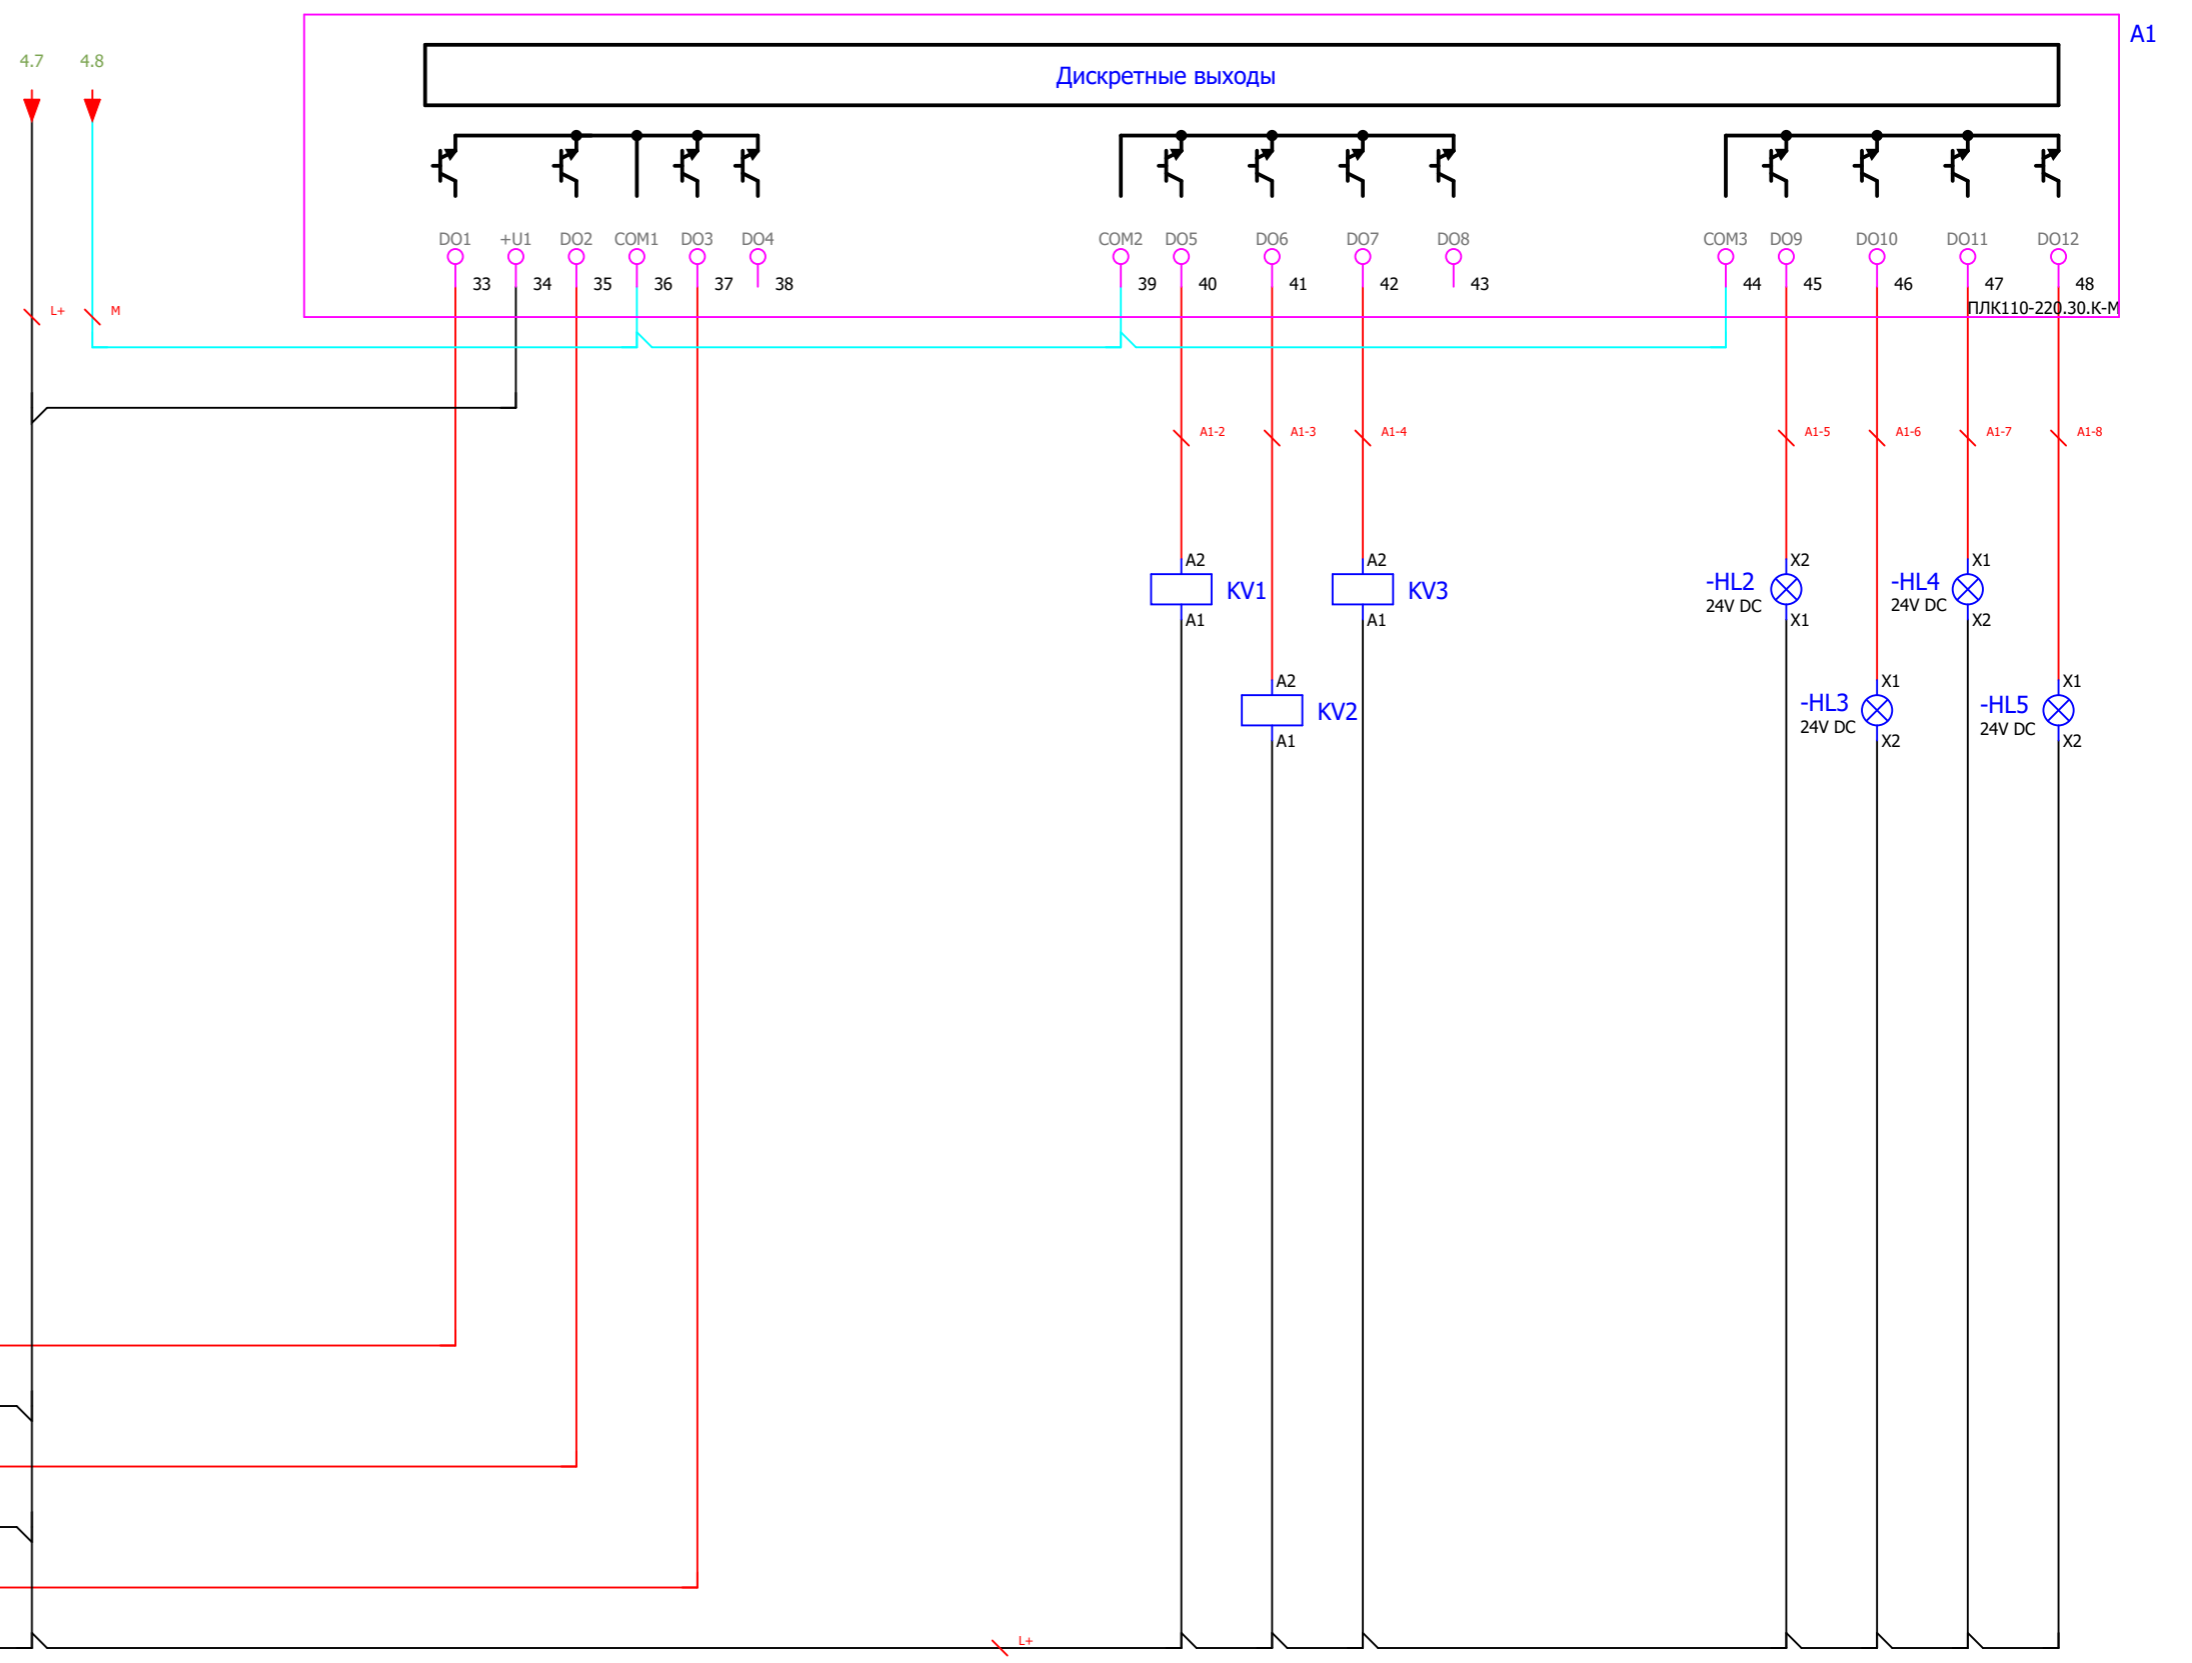 A1
4.7 4.8
Дискретные выходы
DO1 +U1 DO2 COM1 DO3 DO4 COM2 DO5 DO6 DO7 DO8 COM3 DO9 DO10 DO11 DO12
33 34 35 36 37 38 39 40 41 42 43 44 45 46 47 48
L+ M ПЛК110-220.30.К-М
A1-2 A1-3 A1-4 A1-5 A1-6 A1-7 A1-8
A2 A2 X2 X1
KV1 KV3 -HL2 -HL4
24V DC 24V DC
A1 A1 X1 X2
A2 X1 X1
KV2 -HL3 -HL5
24V DC 24V DC
A1 X2 X2
L+